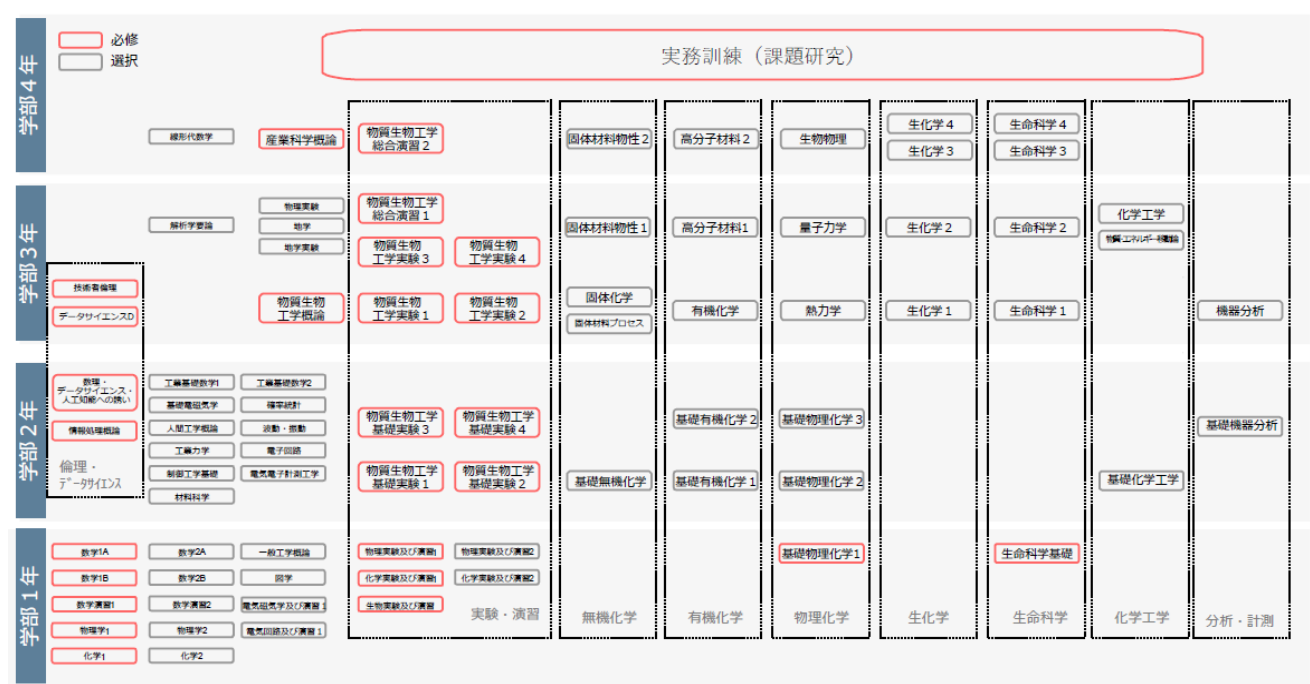 学部4年
必修
選択
実務訓練（課題研究）
線形代数学
産業科学概論
物質生物工学
総合演習2
固体材料物性2
高分子材料2
生物物理
生化学4
生化学3
生命科学4
生命科学3
学部3年
解析学要論
物理実験
地学
地学実験
物質生物工学
総合演習1
物質生物
工学実験3
物質生物
工学実験4
固体材料物性1
高分子材料1
量子力学
生化学2
生命科学2
化学工学
物質・エネルギー移動論
技術者倫理
データサイエンスD
物質生物
工学概論
物質生物
工学実験1
物質生物
工学実験2
固体化学
固体材料プロセス
有機化学
熱力学
生化学1
生命科学1
機器分析
学部2年
数理・
データサイエンス・
人工知能への誘い
情報処理概論
倫理・
データサイエンス
工業基礎数学1
工業基礎数学2
基礎電磁気学
確率統計
人間工学概論
波動・振動
工業力学
電子回路
制御工学基礎
電気電子計測工学
材料科学
物質生物工学
基礎実験3
物質生物工学
基礎実験4
物質生物工学
基礎実験1
物質生物工学
基礎実験2
基礎無機化学
基礎有機化学2
基礎有機化学1
基礎物理化学3
基礎物理化学2
基礎化学工学
基礎機器分析
学部1年
数学1A
数学2A
一般工学概論
数学1B
数学2B
図学
数学演習1
数学演習2
電気磁気学及び演習1
物理学1
物理学2
電気回路及び演習1
化学1
化学2
物理実験及び演習1
物理実験及び演習2
化学実験及び演習1
化学実験及び演習2
生物実験及び演習
実験・演習
基礎物理化学1
生命科学基礎
無機化学
有機化学
物理化学
生化学
生命科学
化学工学
分析・計測